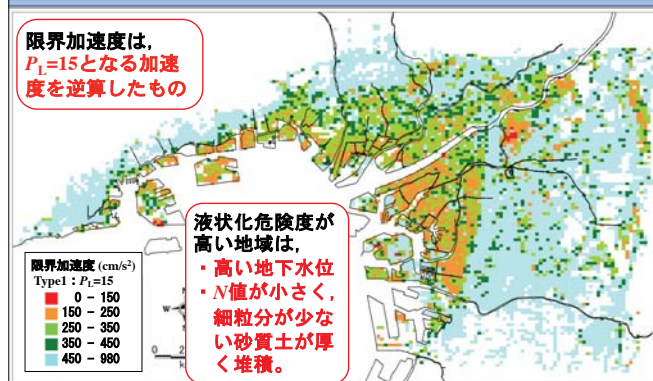 限界加速度は,
P_L=15となる加速
度を逆算したもの
液状化危険度が
高い地域は,
・高い地下水位
・N値が小さく,
細粒分が少な
い砂質土が厚
く堆積。
限界加速度 (cm/s²)
Type1：P_L=15
0 – 150
150 – 250
250 – 350
350 – 450
450 – 980
W
0